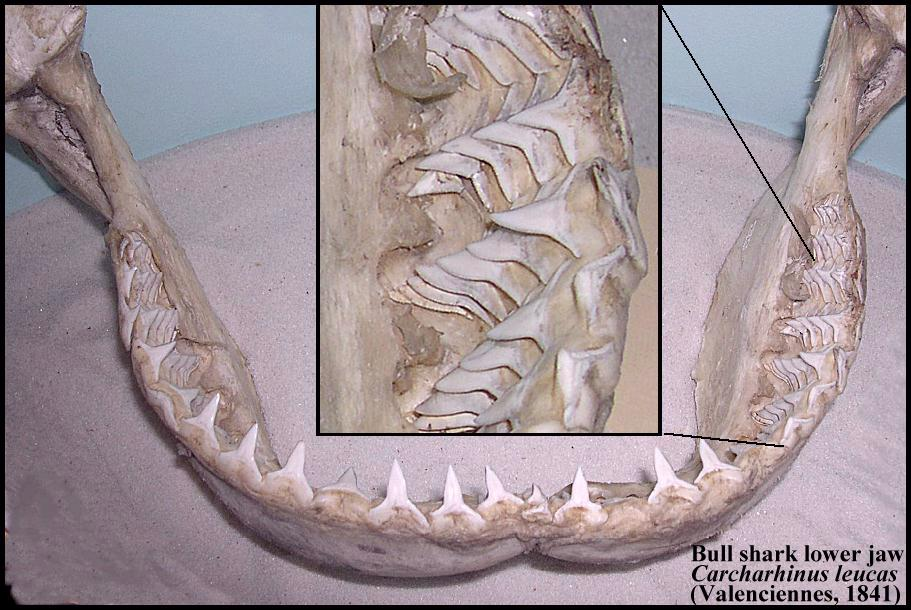 Bull shark lower jaw
Carcharhinus leucas
(Valenciennes, 1841)